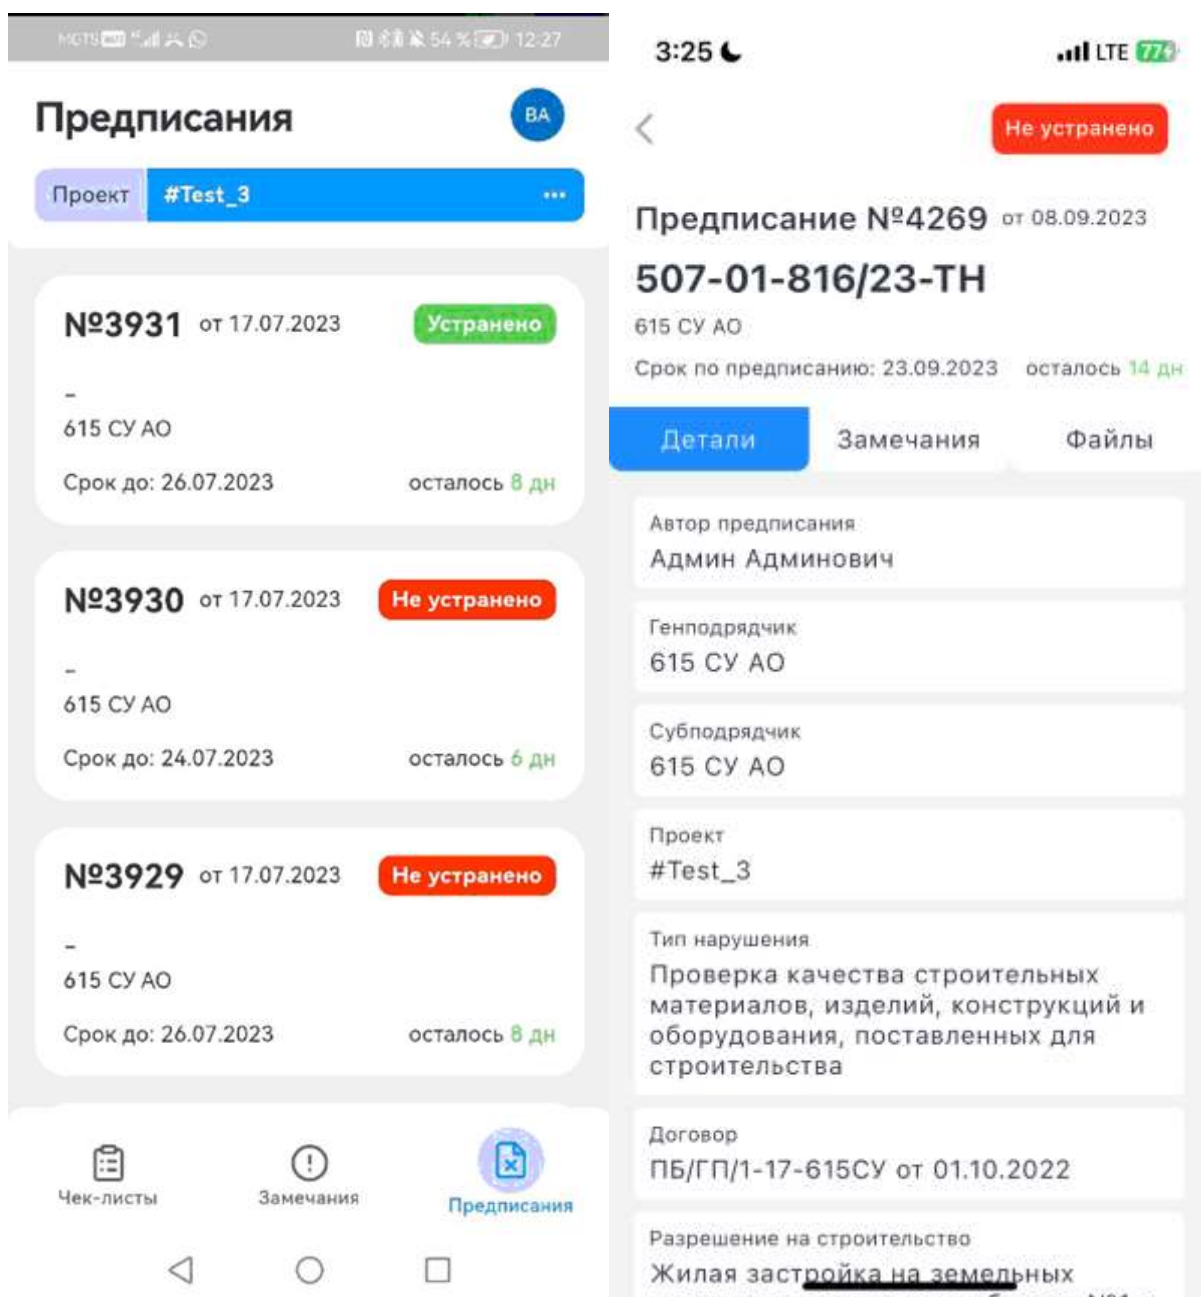 MGTS 54 % 12:27
Предписания
ВА
Проект #Test_3 ...
№3931 от 17.07.2023 Устранено
-
615 СУ АО
Срок до: 26.07.2023 осталось 8 дн
№3930 от 17.07.2023 Не устранено
-
615 СУ АО
Срок до: 24.07.2023 осталось 6 дн
№3929 от 17.07.2023 Не устранено
-
615 СУ АО
Срок до: 26.07.2023 осталось 8 дн
Чек-листы Замечания Предписания
3:25 LTE 77
Не устранено
Предписание №4269 от 08.09.2023
507-01-816/23-ТН
615 СУ АО
Срок по предписанию: 23.09.2023 осталось 14 дн
Детали Замечания Файлы
Автор предписания
Админ Админович
Генподрядчик
615 СУ АО
Субподрядчик
615 СУ АО
Проект
#Test_3
Тип нарушения
Проверка качества строительных
материалов, изделий, конструкций и
оборудования, поставленных для
строительства
Договор
ПБ/ГП/1-17-615СУ от 01.10.2022
Разрешение на строительство
Жилая застройка на земельных